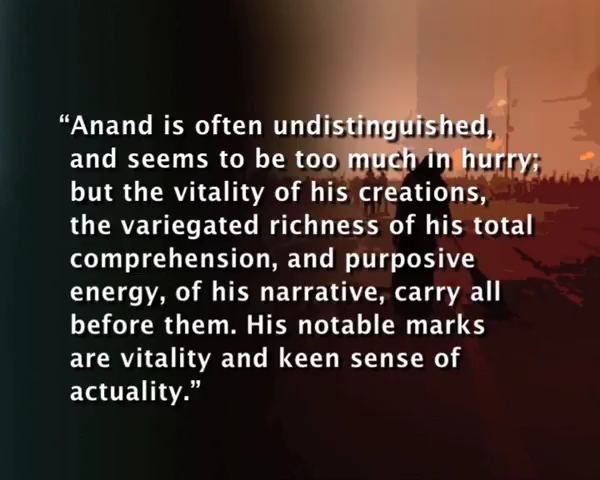 “Anand is often undistinguished,
and seems to be too much in hurry;
but the vitality of his creations,
the variegated richness of his total
comprehension, and purposive
energy, of his narrative, carry all
before them. His notable marks
are vitality and keen sense of
actuality.”